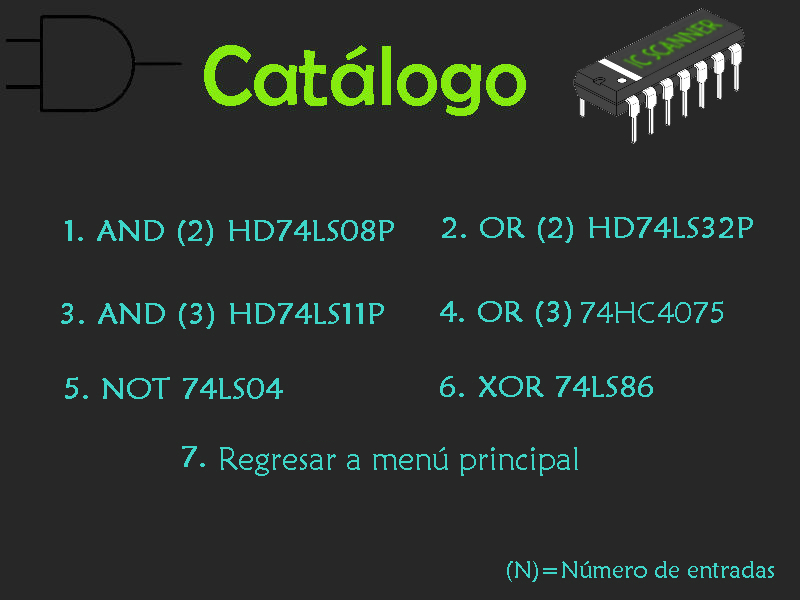 Catálogo
IC SCANNER
1. AND (2) HD74LS08P
2. OR (2) HD74LS32P
3. AND (3) HD74LS11P
4. OR (3) 74HC4075
5. NOT 74LS04
6. XOR 74LS86
7. Regresar a menú principal
(N)=Número de entradas